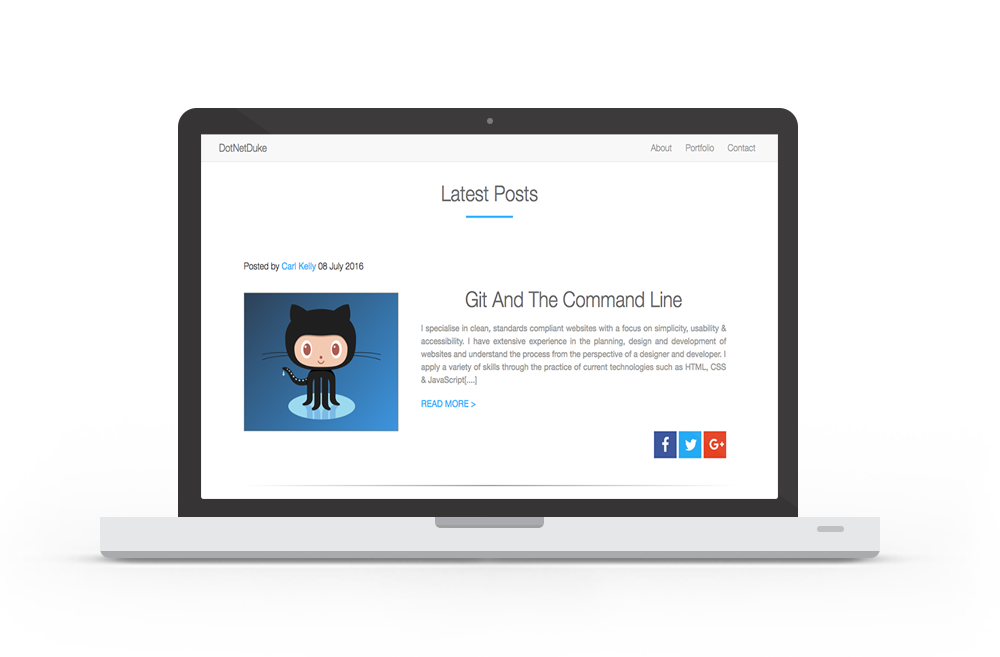 DotNetDuke About Portfolio Contact
Latest Posts
Posted by Carl Kelly 08 July 2016
Git And The Command Line
I specialise in clean, standards compliant websites with a focus on simplicity, usability &
accessibility. I have extensive experience in the planning, design and development of
websites and understand the process from the perspective of a designer and developer. I
apply a variety of skills through the practice of current technologies such as HTML, CSS
& JavaScript[....]
READ MORE >
f G+